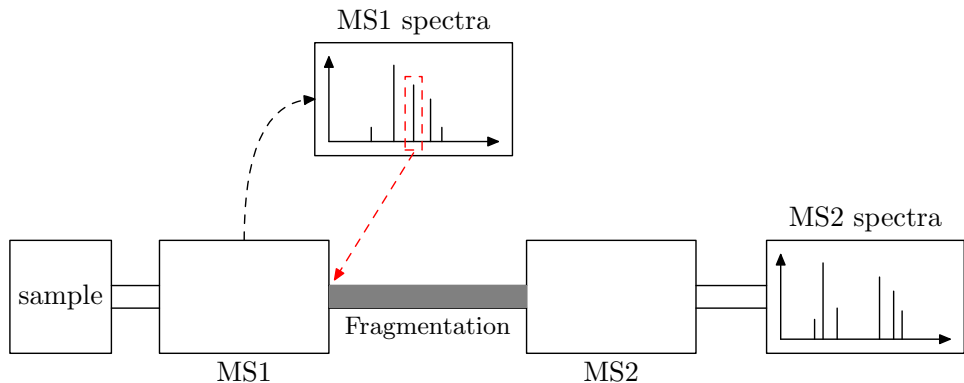 MS1 spectra
MS2 spectra
sample
Fragmentation
MS1
MS2